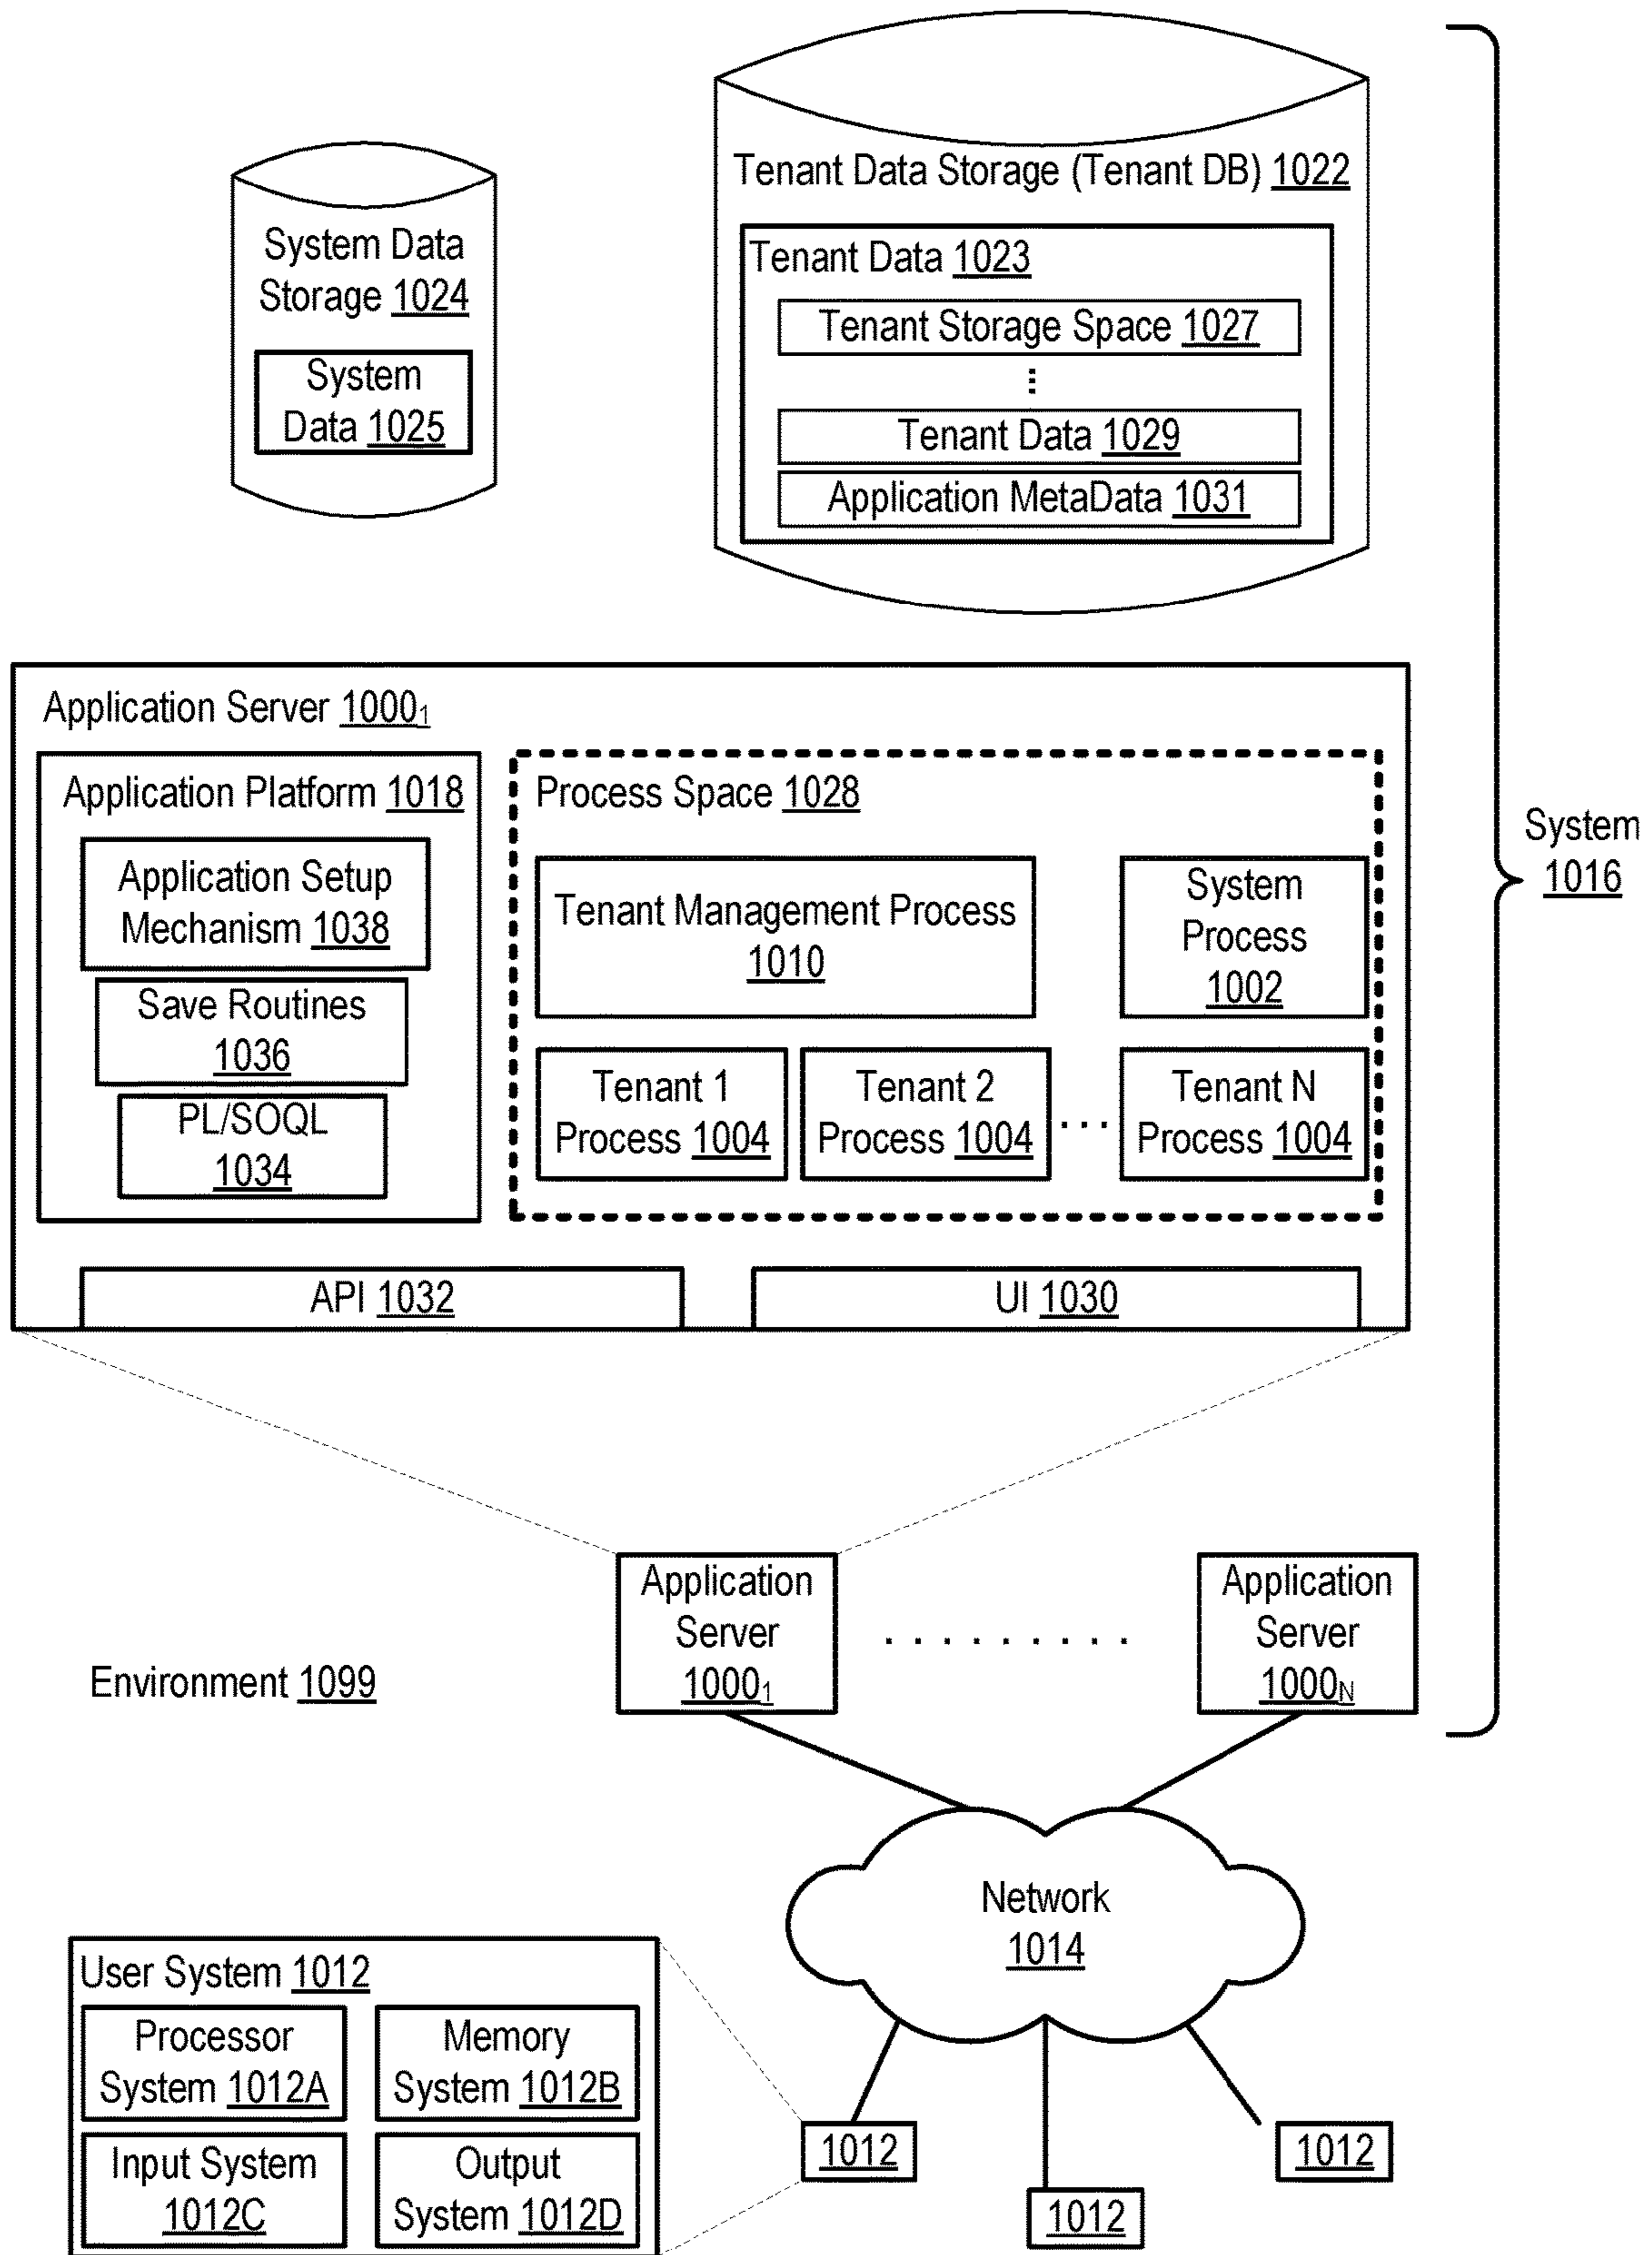 Tenant Data Storage (Tenant DB) 1022
System Data
Storage 1024
System
Data 1025
Tenant Data 1023
Tenant Storage Space 1027
Tenant Data 1029
Application MetaData 1031
System
1016
Application Server 1000₁
Application Platform 1018
Application Setup
Mechanism 1038
Save Routines
1036
PL/SOQL
1034
Process Space 1028
Tenant Management Process
1010
System
Process
1002
Tenant 1
Process 1004
Tenant 2
Process 1004
...
Tenant N
Process 1004
API 1032
UI 1030
Application
Server
1000₁
. . . . . . . . .
Application
Server
1000N
Environment 1099
Network
1014
User System 1012
Processor
System 1012A
Memory
System 1012B
Input System
1012C
Output
System 1012D
1012
1012
1012